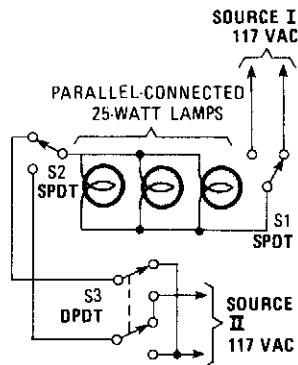 SOURCE I
117 VAC
PARALLEL-CONNECTED
25-WATT LAMPS
S2
SPDT
S1
SPDT
S3
DPDT
SOURCE
II
117 VAC